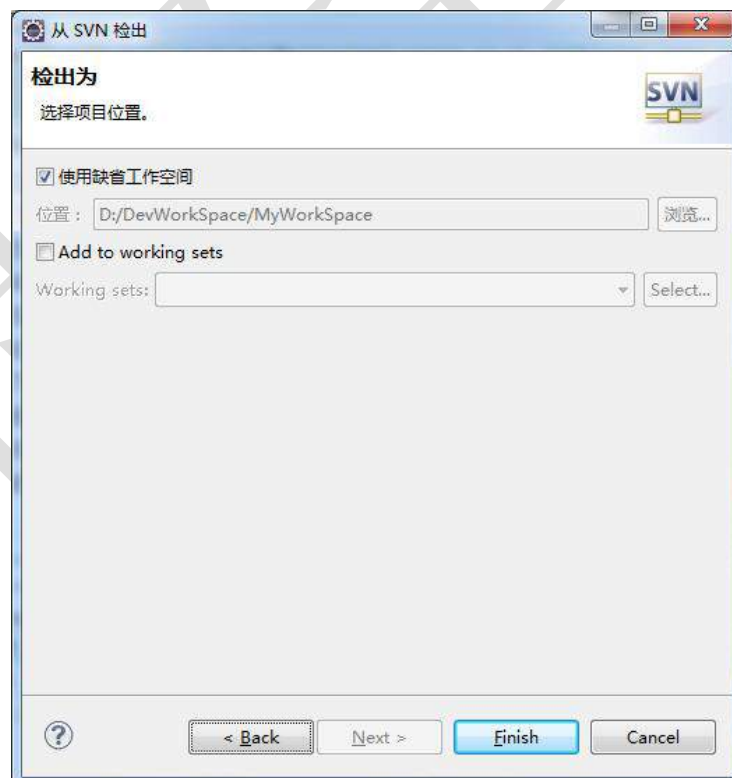 从 SVN 检出
检出为
选择项目位置。
SVN
使用缺省工作空间
位置： D:/DevWorkSpace/MyWorkSpace 浏览...
Add to working sets
Working sets: Select...
? < Back Next > Finish Cancel